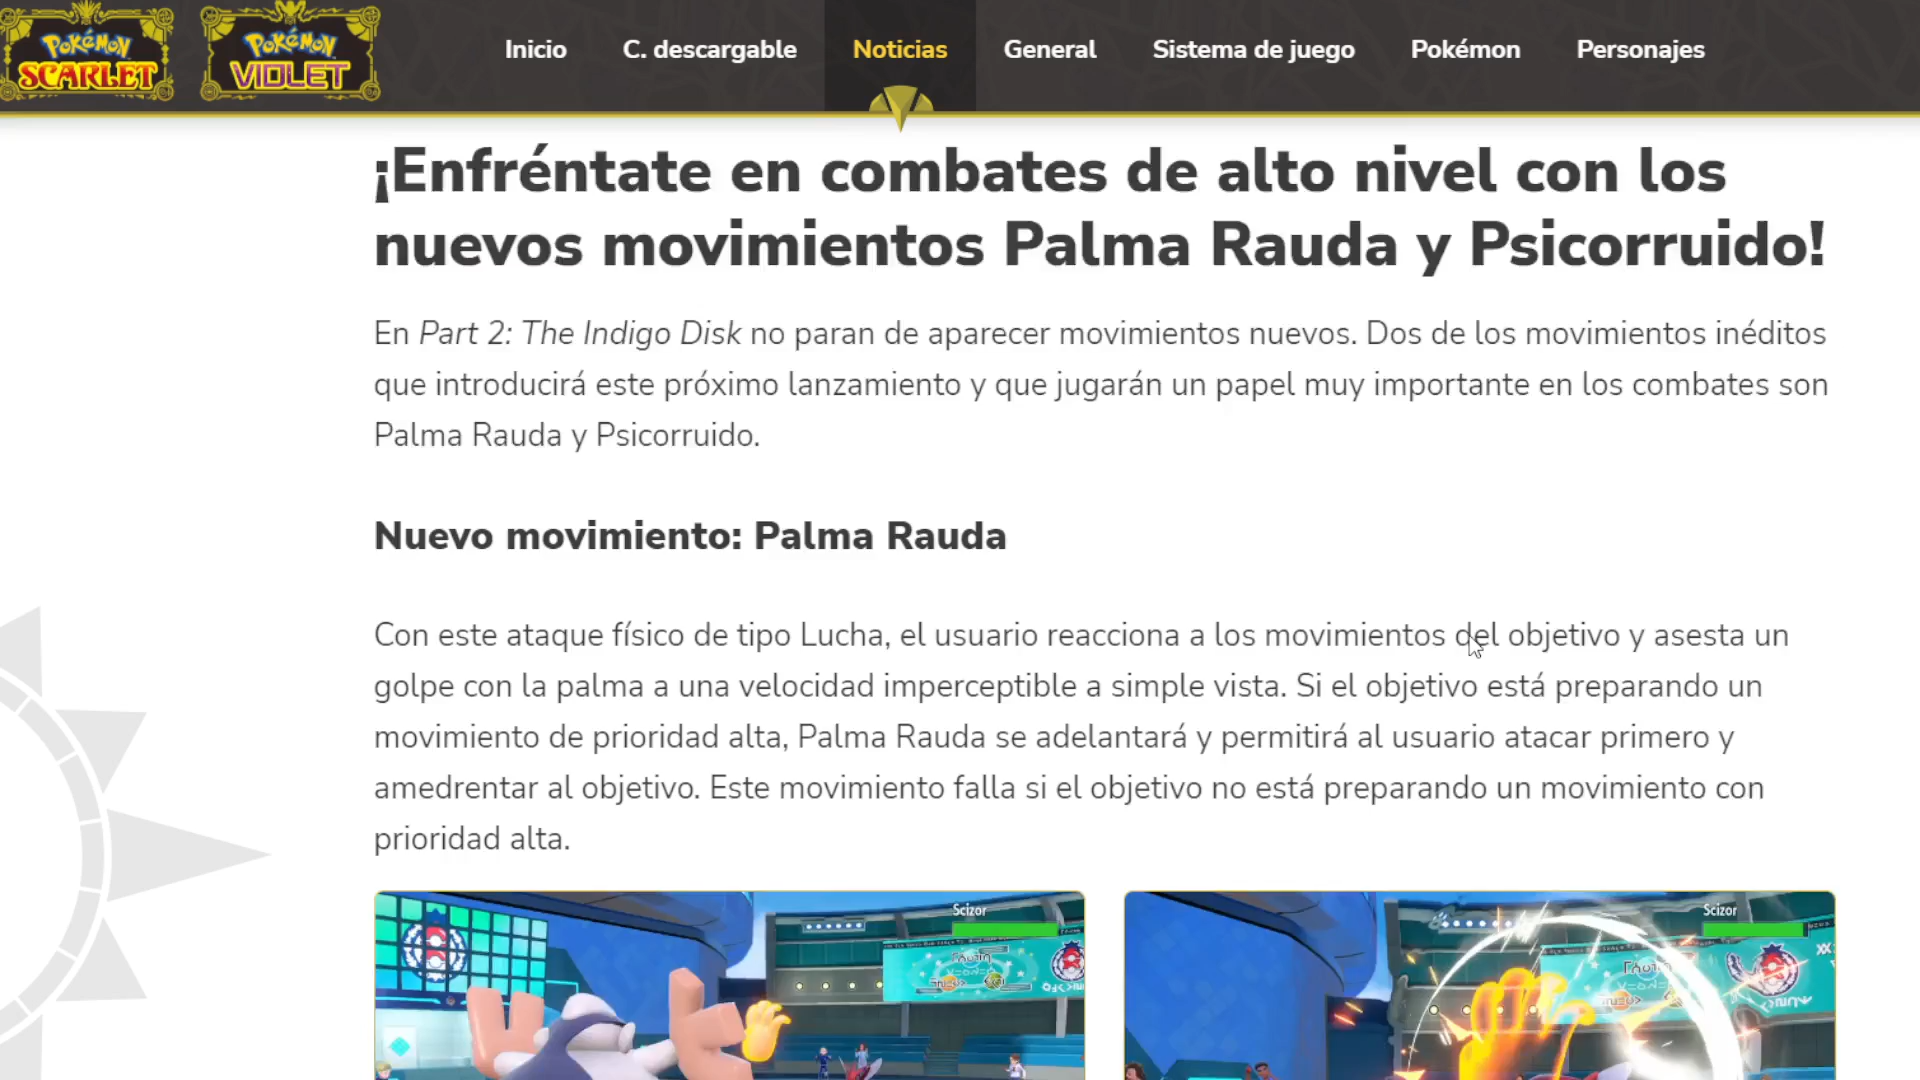 POKÉMON SCARLET
POKÉMON VIOLET
Inicio
C. descargable
Noticias
General
Sistema de juego
Pokémon
Personajes
¡Enfréntate en combates de alto nivel con los
nuevos movimientos Palma Rauda y Psicorruido!
En Part 2: The Indigo Disk no paran de aparecer movimientos nuevos. Dos de los movimientos inéditos
que introducirá este próximo lanzamiento y que jugarán un papel muy importante en los combates son
Palma Rauda y Psicorruido.
Nuevo movimiento: Palma Rauda
Con este ataque físico de tipo Lucha, el usuario reacciona a los movimientos del objetivo y asesta un
golpe con la palma a una velocidad imperceptible a simple vista. Si el objetivo está preparando un
movimiento de prioridad alta, Palma Rauda se adelantará y permitirá al usuario atacar primero y
amedrentar al objetivo. Este movimiento falla si el objetivo no está preparando un movimiento con
prioridad alta.
Scizor
Scizor